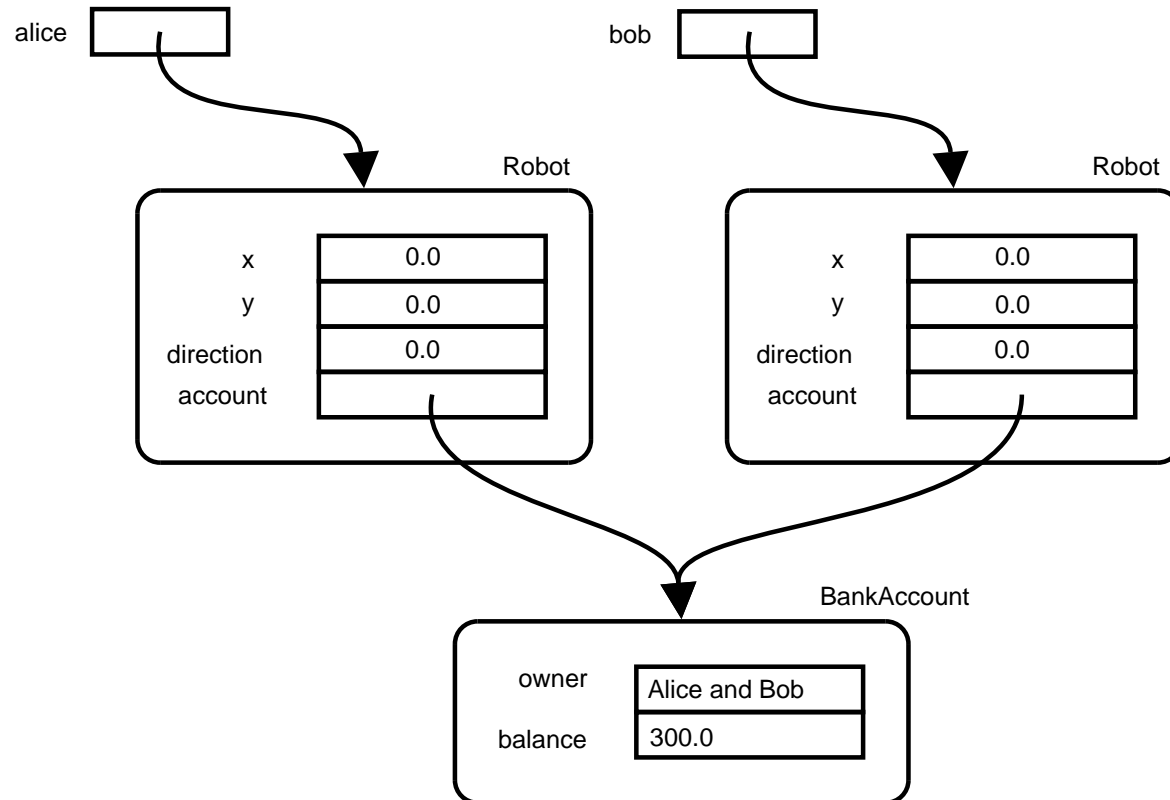 alice
bob
Robot
Robot
x 0.0
y 0.0
direction 0.0
account
x 0.0
y 0.0
direction 0.0
account
BankAccount
owner Alice and Bob
balance 300.0